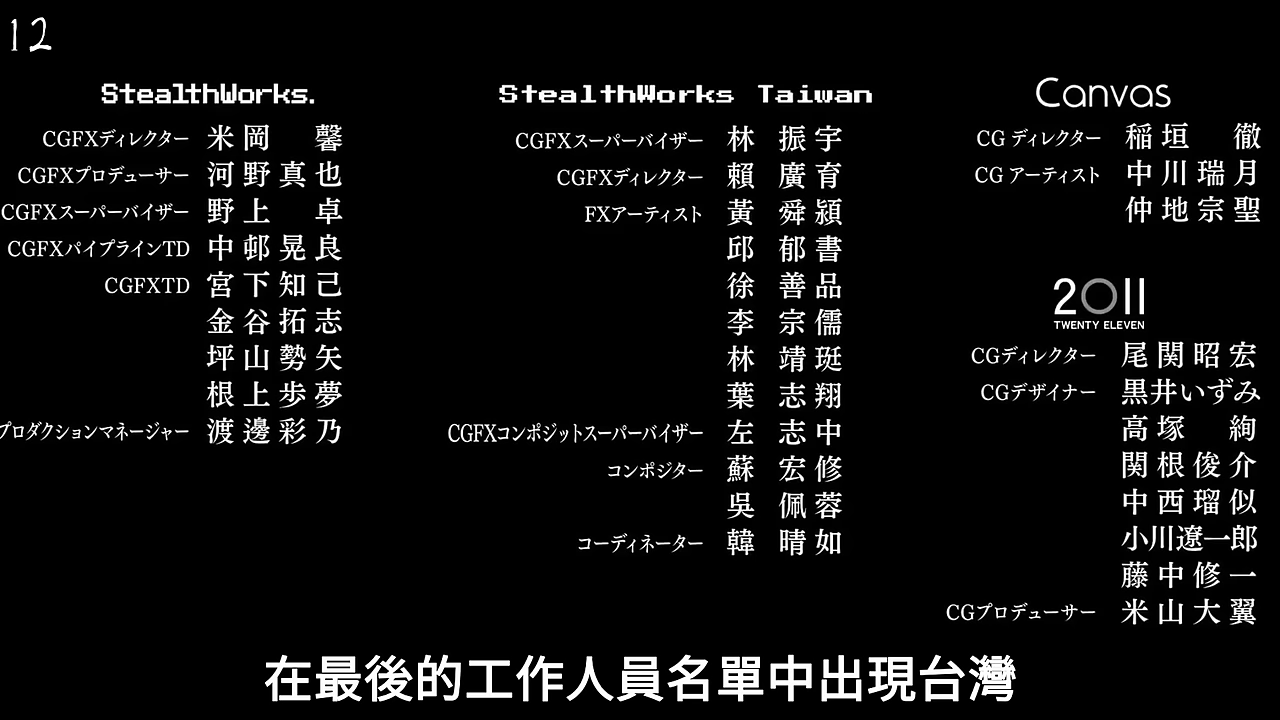 12
StealthWorks.
CGFXディレクター 米岡 馨
CGFXプロデューサー 河野真也
CGFXスーパーバイザー 野上 卓
CGFXパイプラインTD 中邨晃良
CGFXTD 宮下知己
金谷拓志
坪山勢矢
根上歩夢
プロダクションマネージャー 渡邊彩乃
StealthWorks Taiwan
CGFXスーパーバイザー 林 振宇
CGFXディレクター 賴 廣育
FXアーティスト 黃 舜潁
邱 郁書
徐 善品
李 宗儒
林 靖珽
葉 志翔
CGFXコンポジットスーパーバイザー 左 志中
コンポジター 蘇 宏修
吳 佩蓉
コーディネーター 韓 晴如
Canvas
CG ディレクター 稲垣 徹
CG アーティスト 中川瑞月
仲地宗聖
2011
TWENTY ELEVEN
CGディレクター 尾関昭宏
CGデザイナー 黒井いずみ
高塚 絢
関根俊介
中西瑠似
小川遼一郎
藤中修一
CGプロデューサー 米山大翼
在最後的工作人員名單中出現台灣